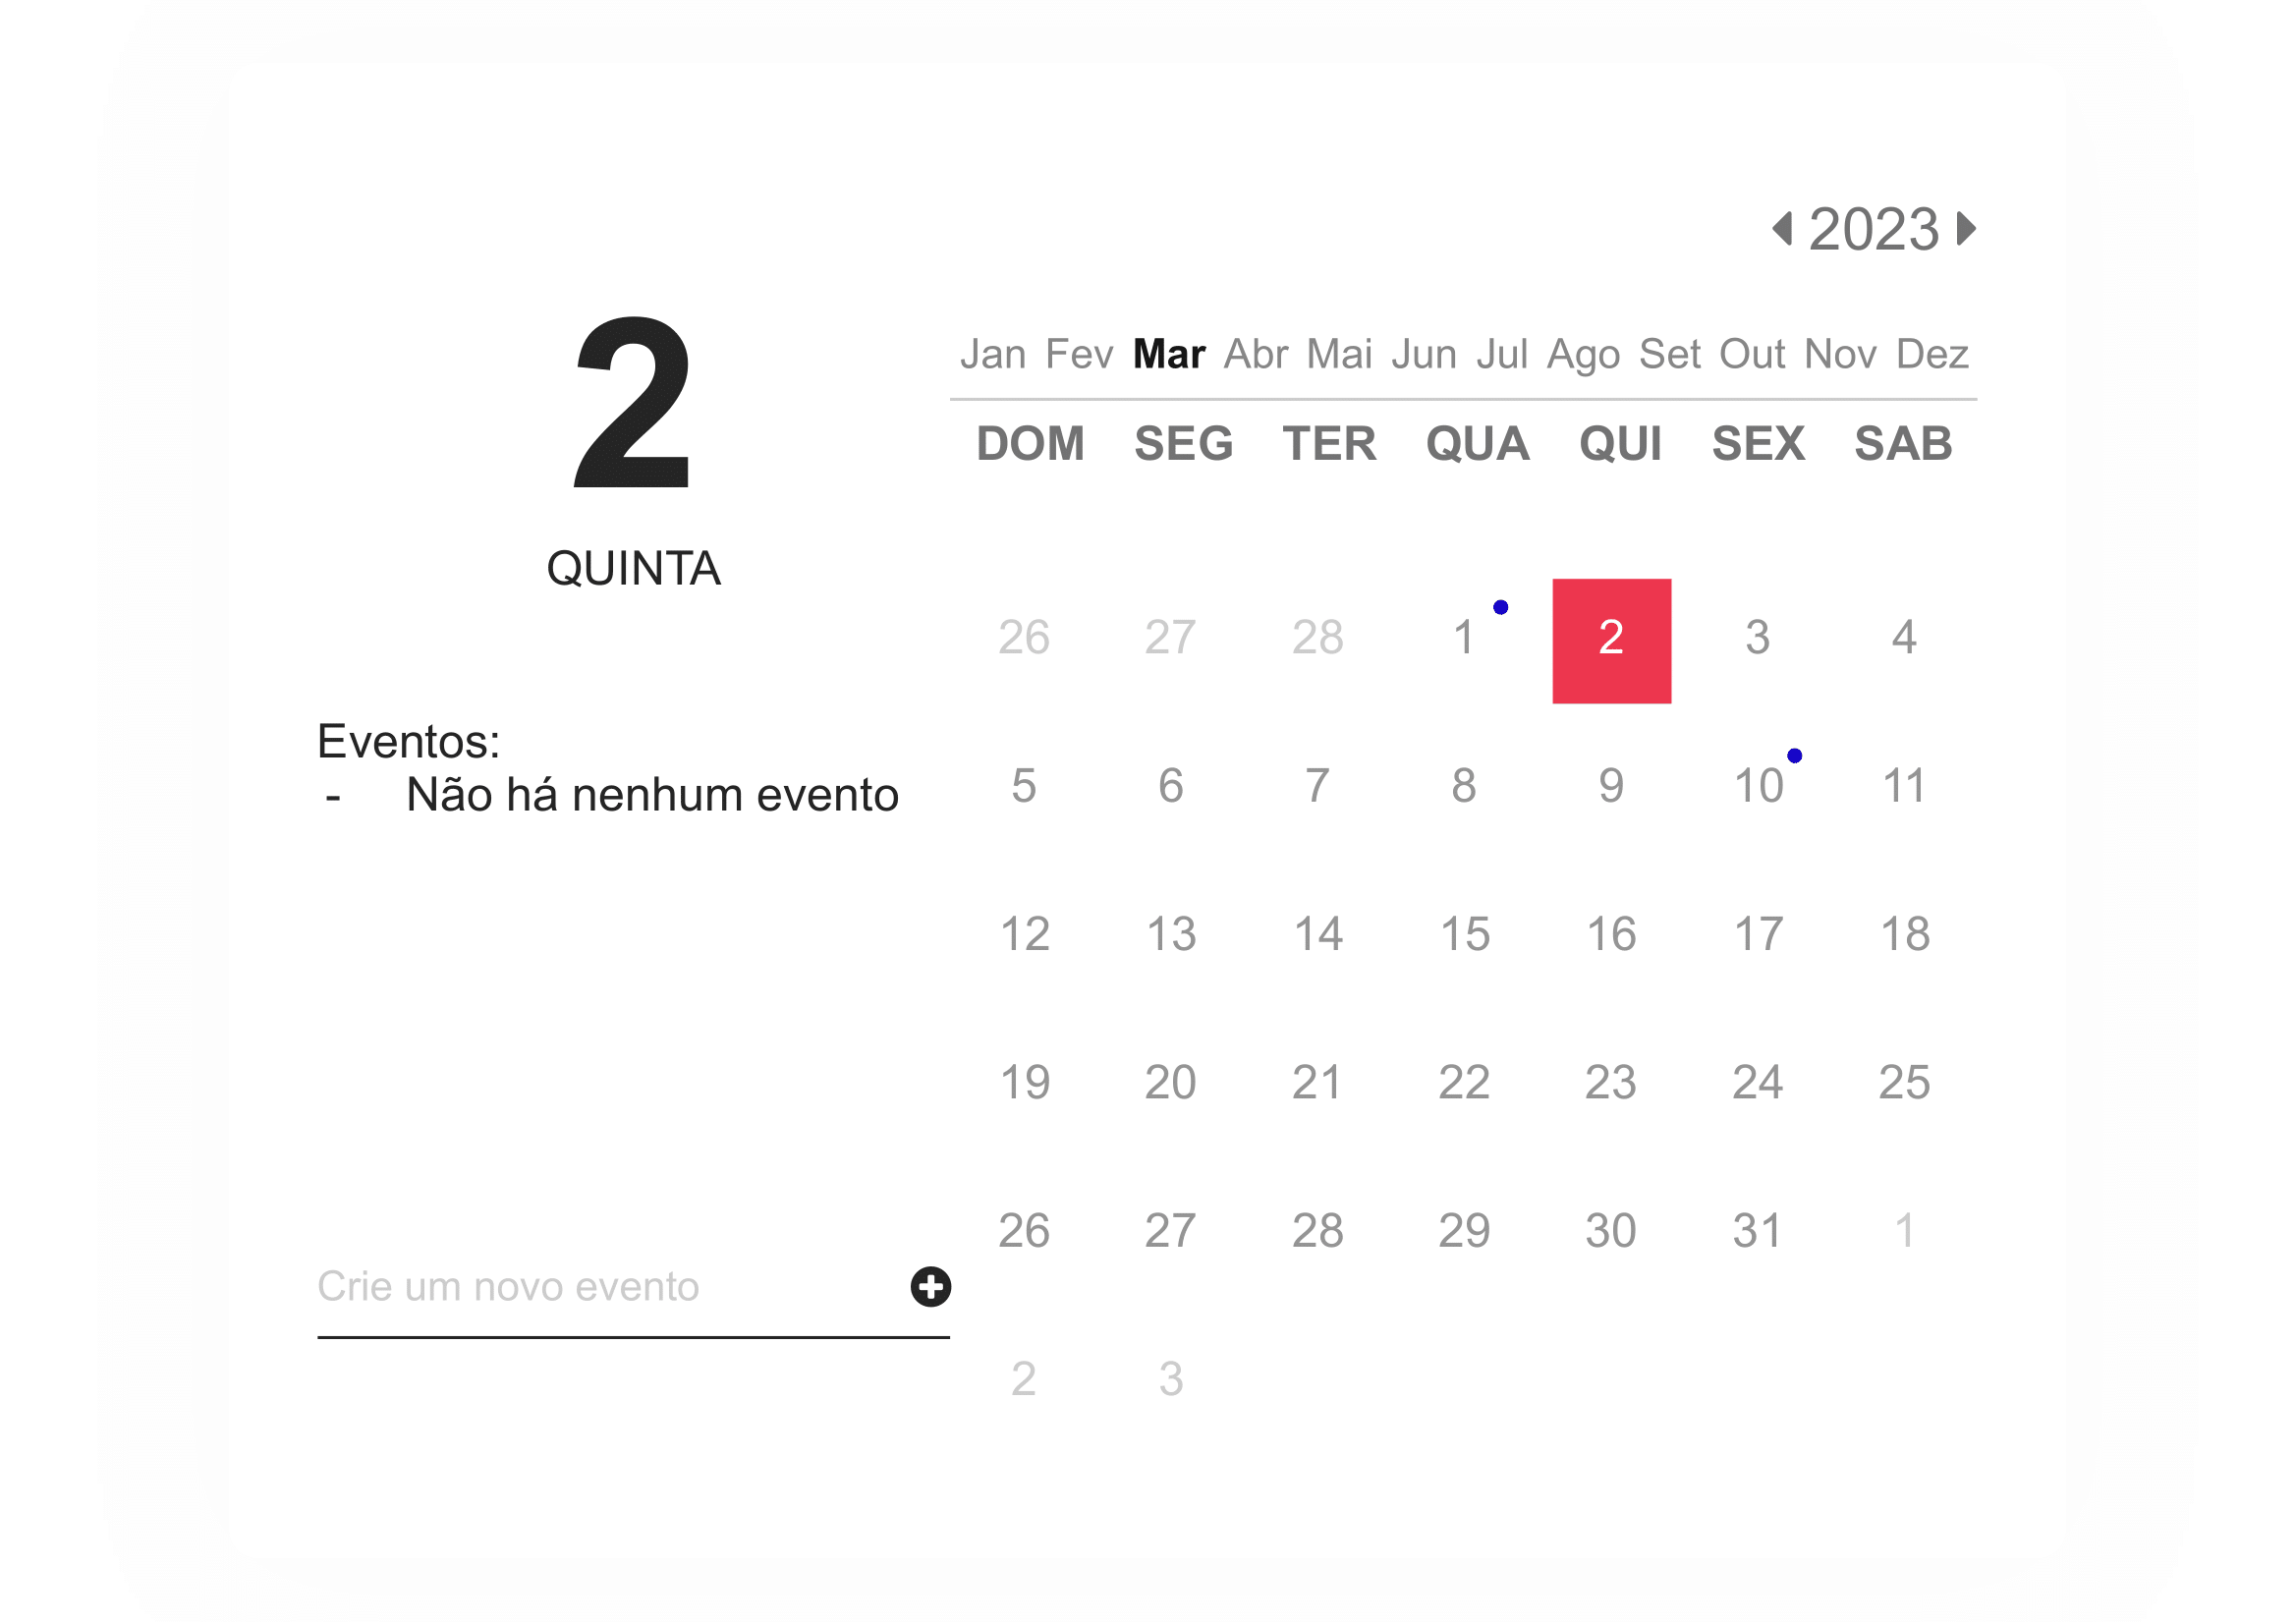 2023
2
QUINTA
Eventos:
- Não há nenhum evento
Crie um novo evento
Jan Fev Mar Abr Mai Jun Jul Ago Set Out Nov Dez
DOM SEG TER QUA QUI SEX SAB
26 27 28 1 2 3 4
5 6 7 8 9 10 11
12 13 14 15 16 17 18
19 20 21 22 23 24 25
26 27 28 29 30 31 1
2 3